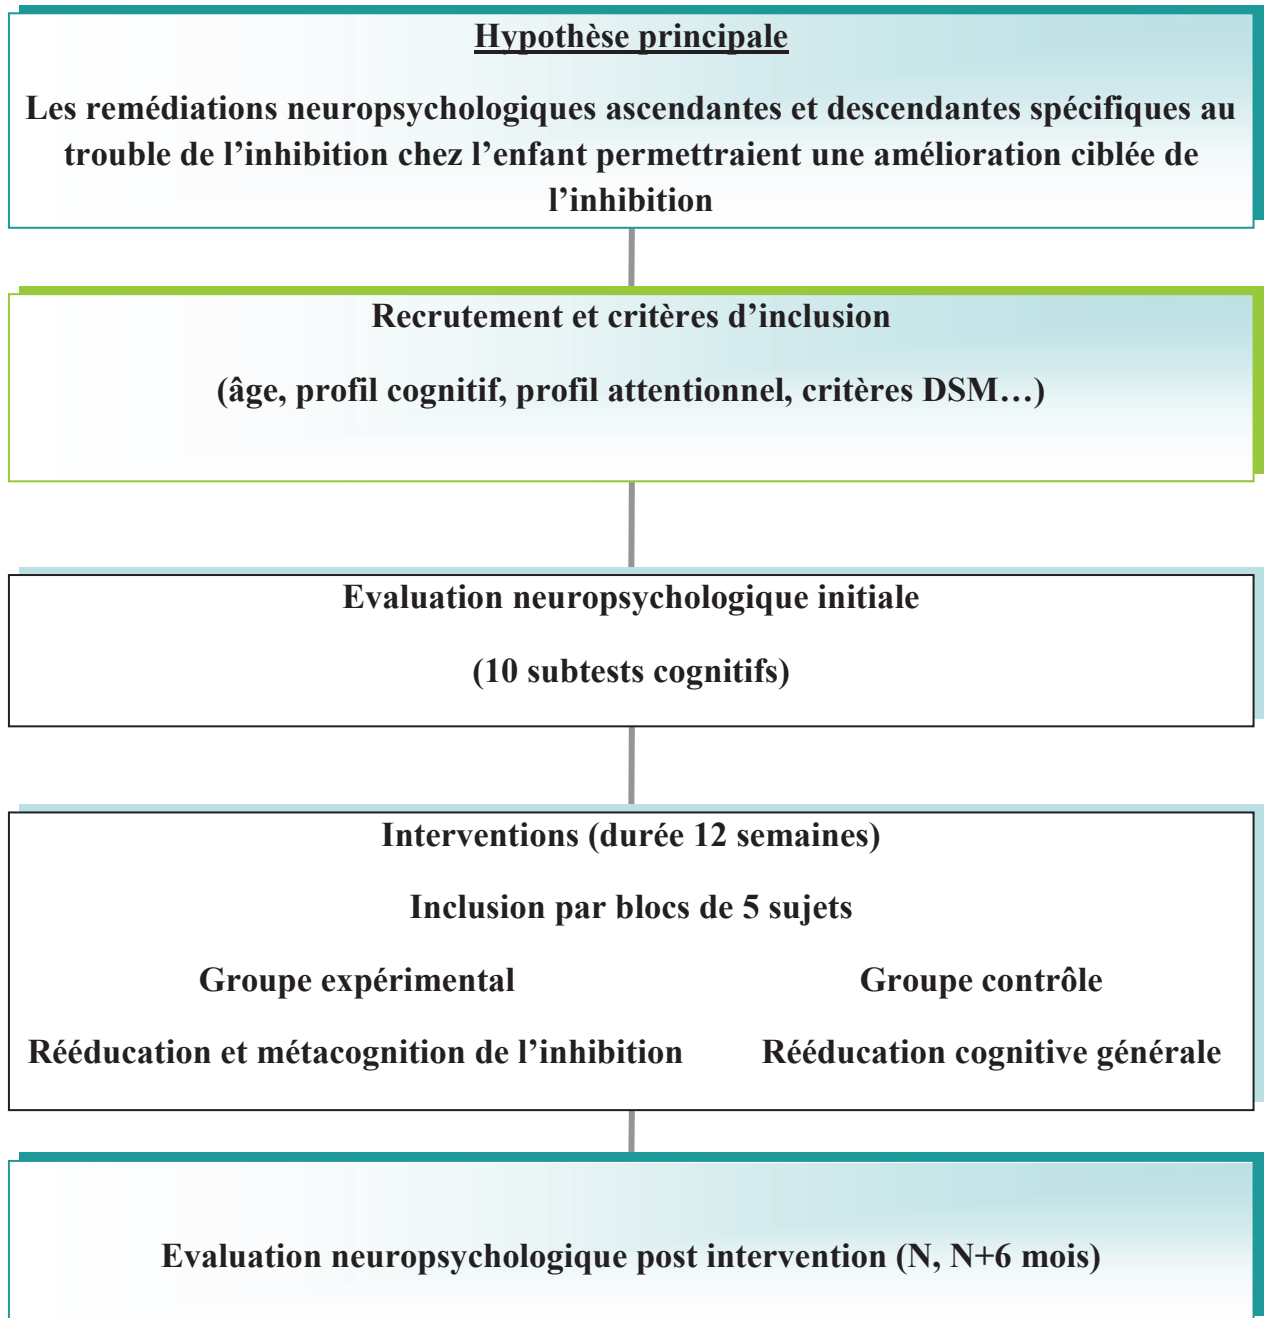 Hypothèse principale
Les remédiations neuropsychologiques ascendantes et descendantes spécifiques au
trouble de l’inhibition chez l’enfant permettraient une amélioration ciblée de
l’inhibition
Recrutement et critères d’inclusion
(âge, profil cognitif, profil attentionnel, critères DSM…)
Evaluation neuropsychologique initiale
(10 subtests cognitifs)
Interventions (durée 12 semaines)
Inclusion par blocs de 5 sujets
Groupe expérimental Groupe contrôle
Rééducation et métacognition de l’inhibition Rééducation cognitive générale
Evaluation neuropsychologique post intervention (N, N+6 mois)